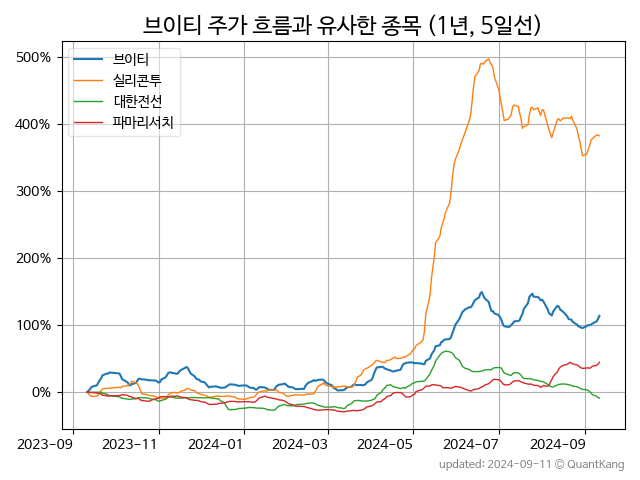 브이티 주가 흐름과 유사한 종목 (1년, 5일선)
브이티
실리콘투
대한전선
파마리서치
500%
400%
300%
200%
100%
0%
2023-09 2023-11 2024-01 2024-03 2024-05 2024-07 2024-09
updated: 2024-09-11 © QuantKang